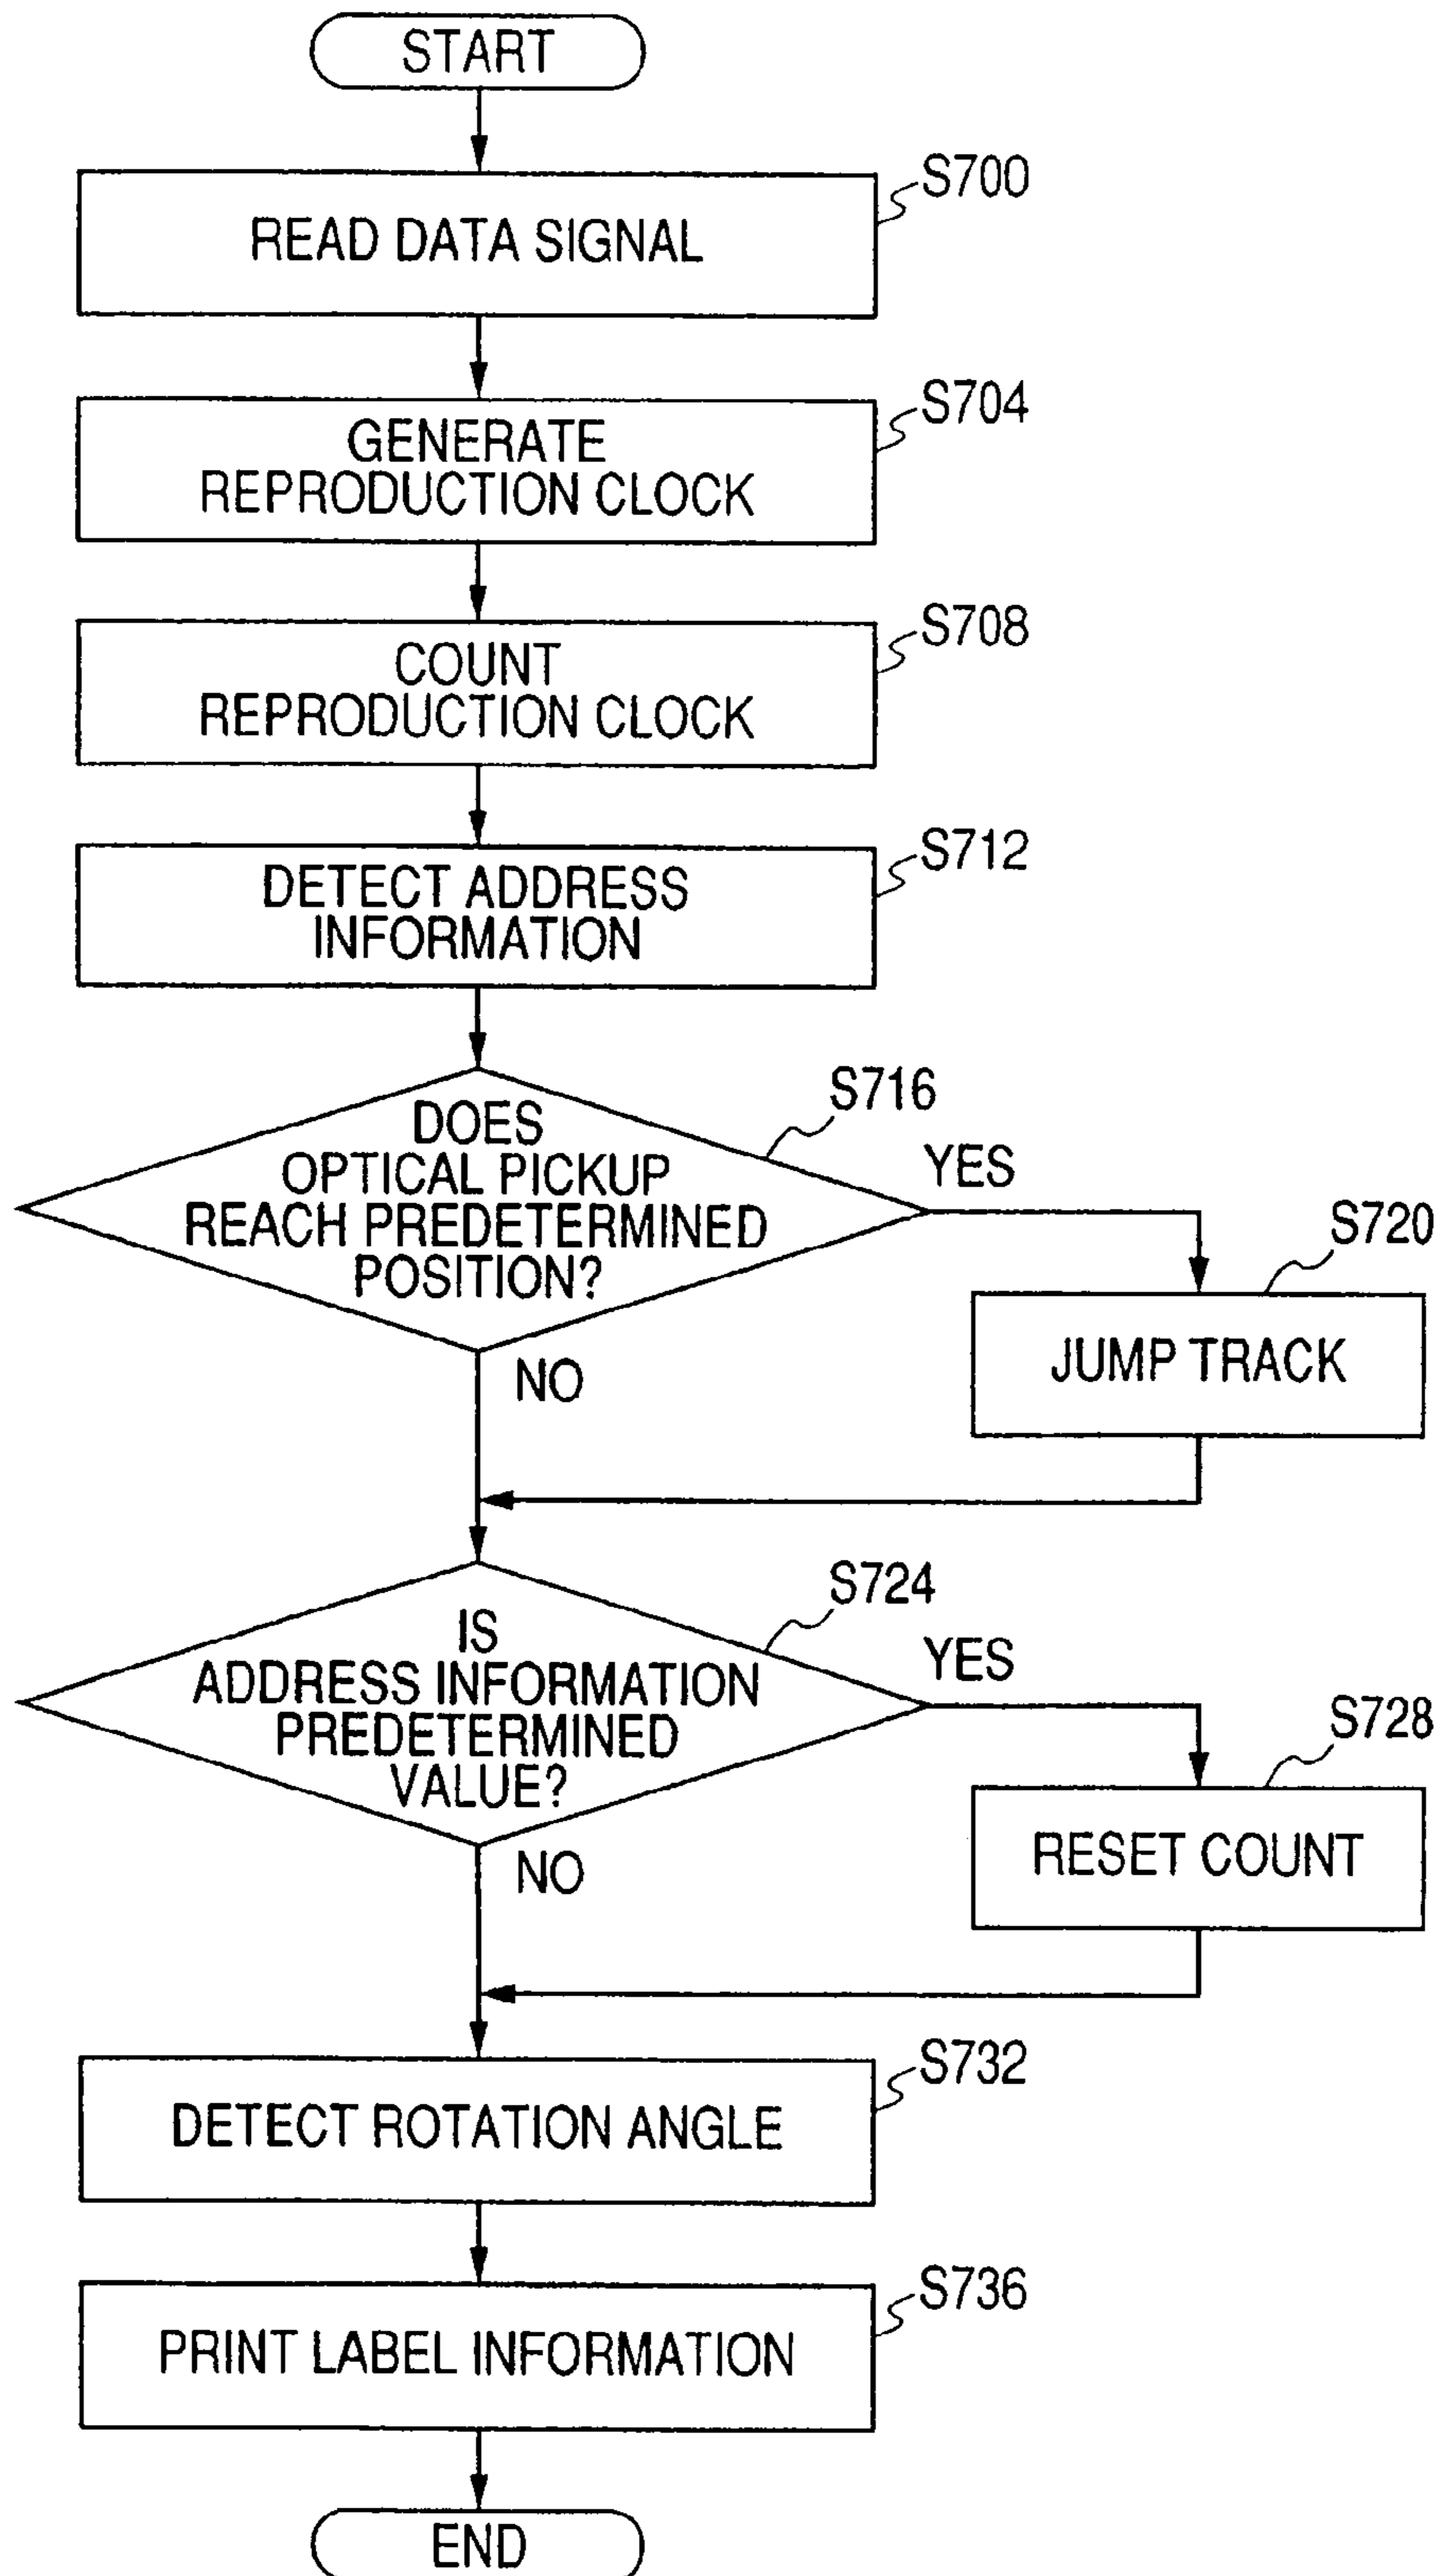 START
S700
READ DATA SIGNAL
S704
GENERATE
REPRODUCTION CLOCK
S708
COUNT
REPRODUCTION CLOCK
S712
DETECT ADDRESS
INFORMATION
S716
DOES
OPTICAL PICKUP
REACH PREDETERMINED
POSITION?
YES
S720
JUMP TRACK
NO
S724
IS
ADDRESS INFORMATION
PREDETERMINED
VALUE?
YES
S728
RESET COUNT
NO
S732
DETECT ROTATION ANGLE
S736
PRINT LABEL INFORMATION
END